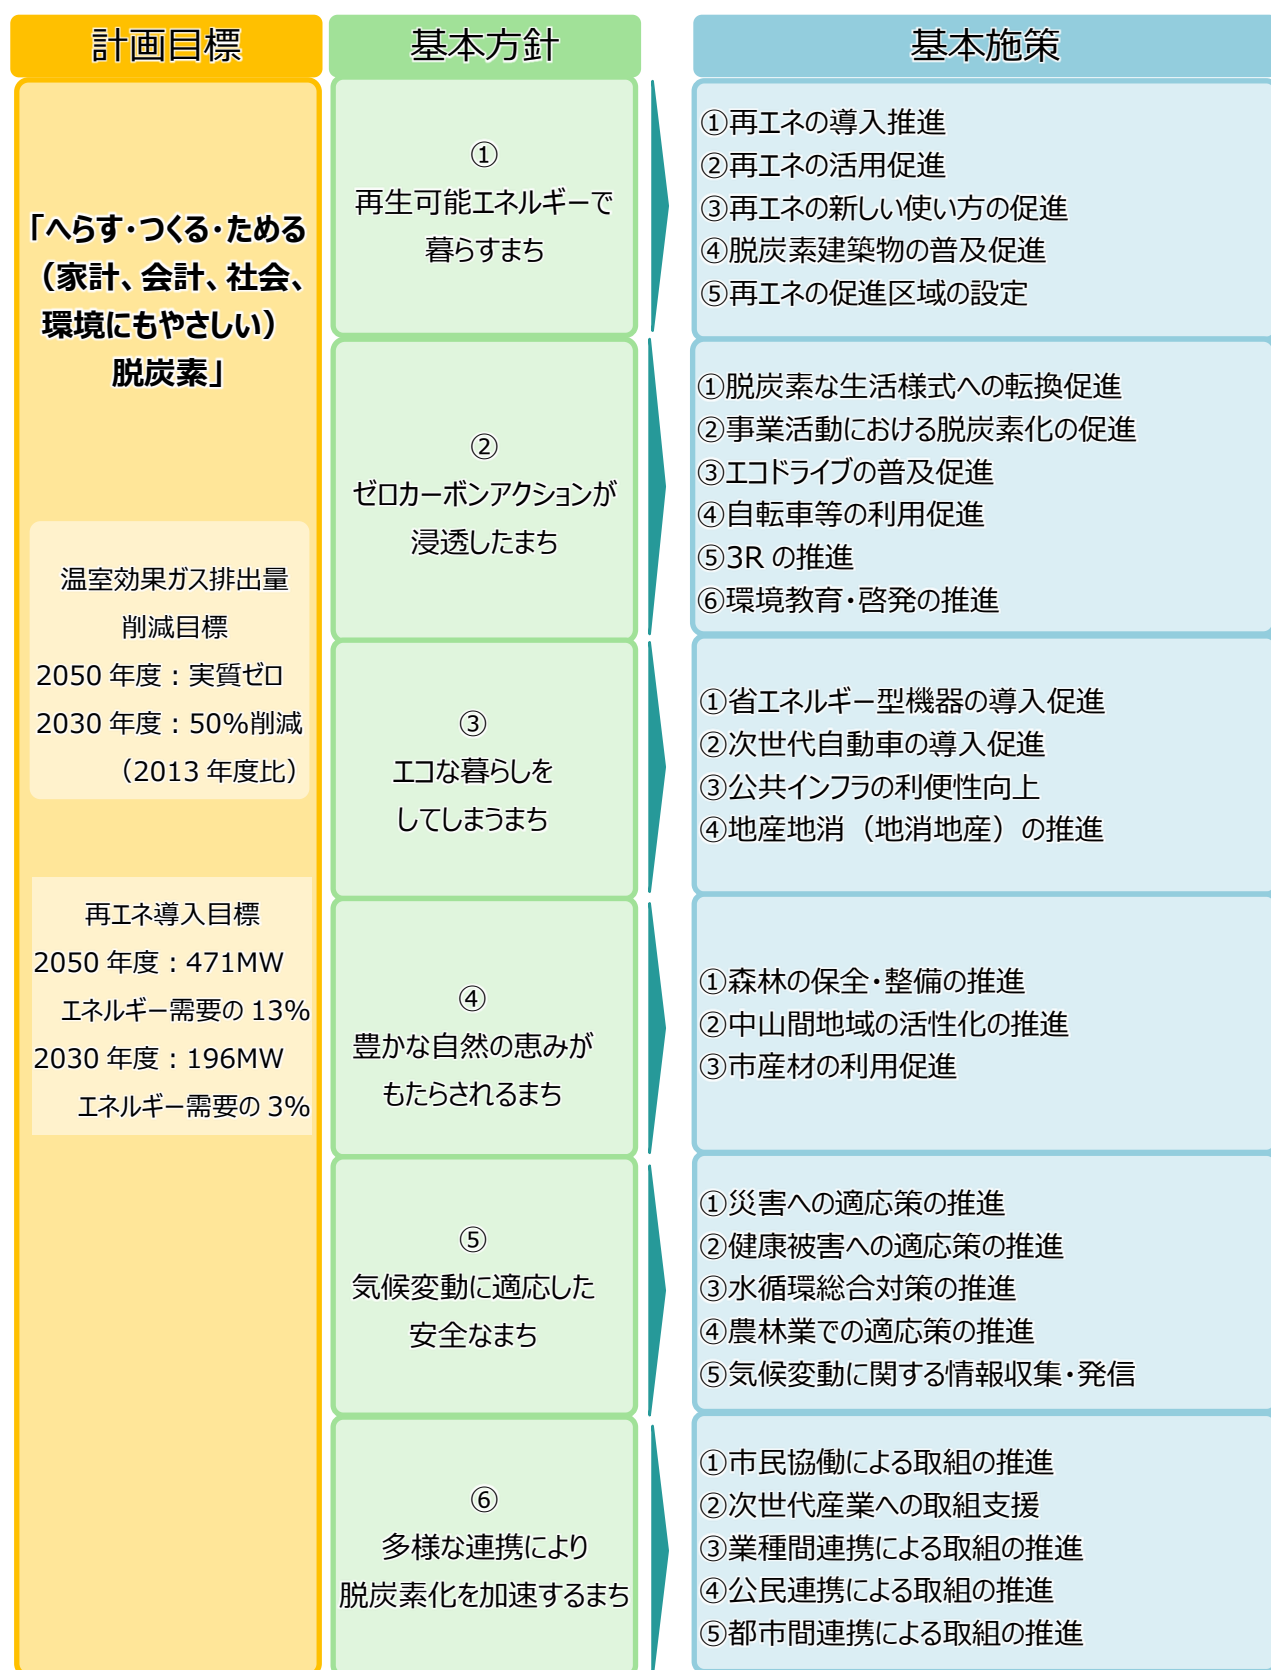 計画目標
基本方針
基本施策
「へらす・つくる・ためる
（家計、会計、社会、
環境にもやさしい）
脱炭素」
温室効果ガス排出量
削減目標
2050 年度：実質ゼロ
2030 年度：50%削減
（2013 年度比）
再エネ導入目標
2050 年度：471MW
エネルギー需要の 13%
2030 年度：196MW
エネルギー需要の 3%
①
再生可能エネルギーで
暮らすまち
①再エネの導入推進
②再エネの活用促進
③再エネの新しい使い方の促進
④脱炭素建築物の普及促進
⑤再エネの促進区域の設定
②
ゼロカーボンアクションが
浸透したまち
①脱炭素な生活様式への転換促進
②事業活動における脱炭素化の促進
③エコドライブの普及促進
④自転車等の利用促進
⑤3R の推進
⑥環境教育・啓発の推進
③
エコな暮らしを
してしまうまち
①省エネルギー型機器の導入促進
②次世代自動車の導入促進
③公共インフラの利便性向上
④地産地消（地消地産）の推進
④
豊かな自然の恵みが
もたらされるまち
①森林の保全・整備の推進
②中山間地域の活性化の推進
③市産材の利用促進
⑤
気候変動に適応した
安全なまち
①災害への適応策の推進
②健康被害への適応策の推進
③水循環総合対策の推進
④農林業での適応策の推進
⑤気候変動に関する情報収集・発信
⑥
多様な連携により
脱炭素化を加速するまち
①市民協働による取組の推進
②次世代産業への取組支援
③業種間連携による取組の推進
④公民連携による取組の推進
⑤都市間連携による取組の推進